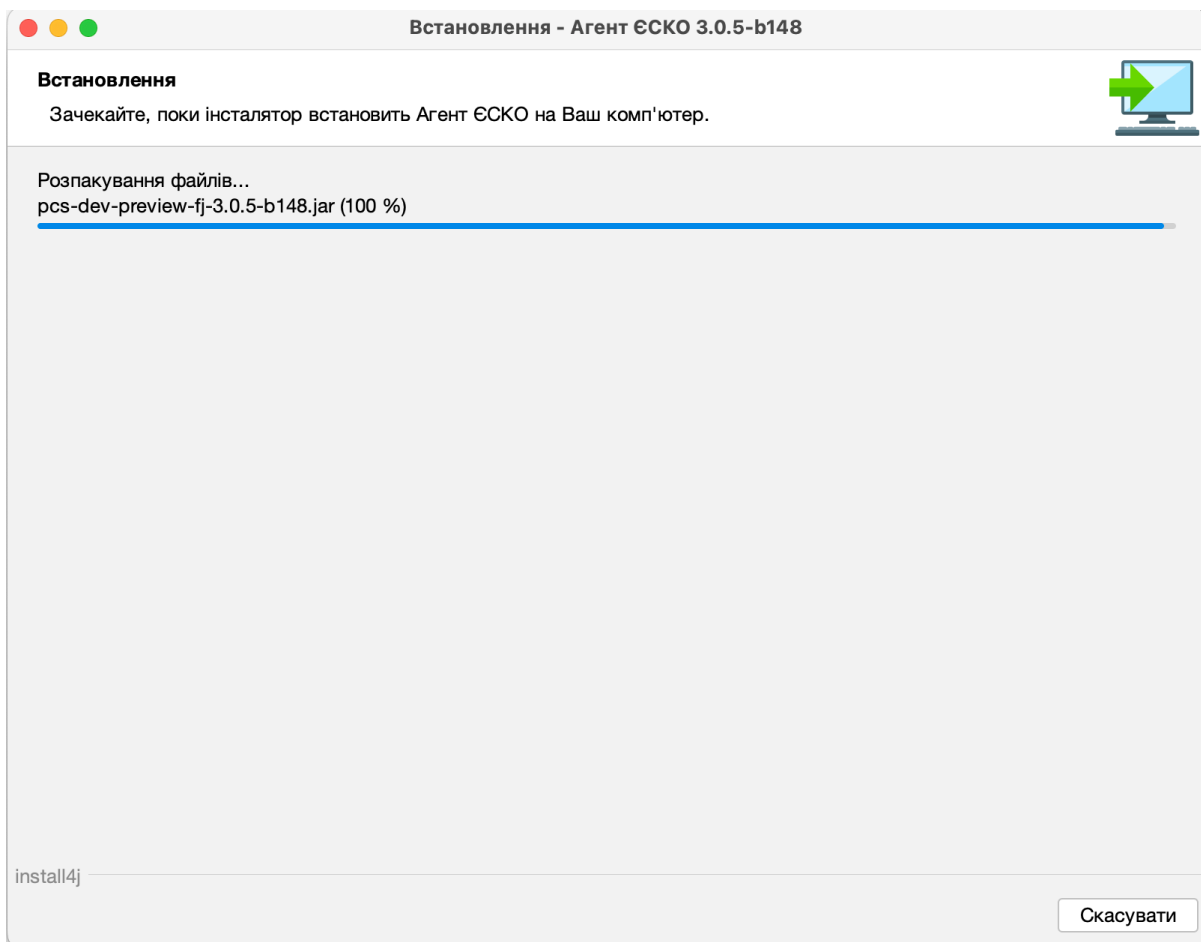 Встановлення - Агент ЄСКО 3.0.5-b148
Встановлення
Зачекайте, поки інсталятор встановить Агент ЄСКО на Ваш комп'ютер.
Розпакування файлів...
pcs-dev-preview-fj-3.0.5-b148.jar (100 %)
install4j
Скасувати